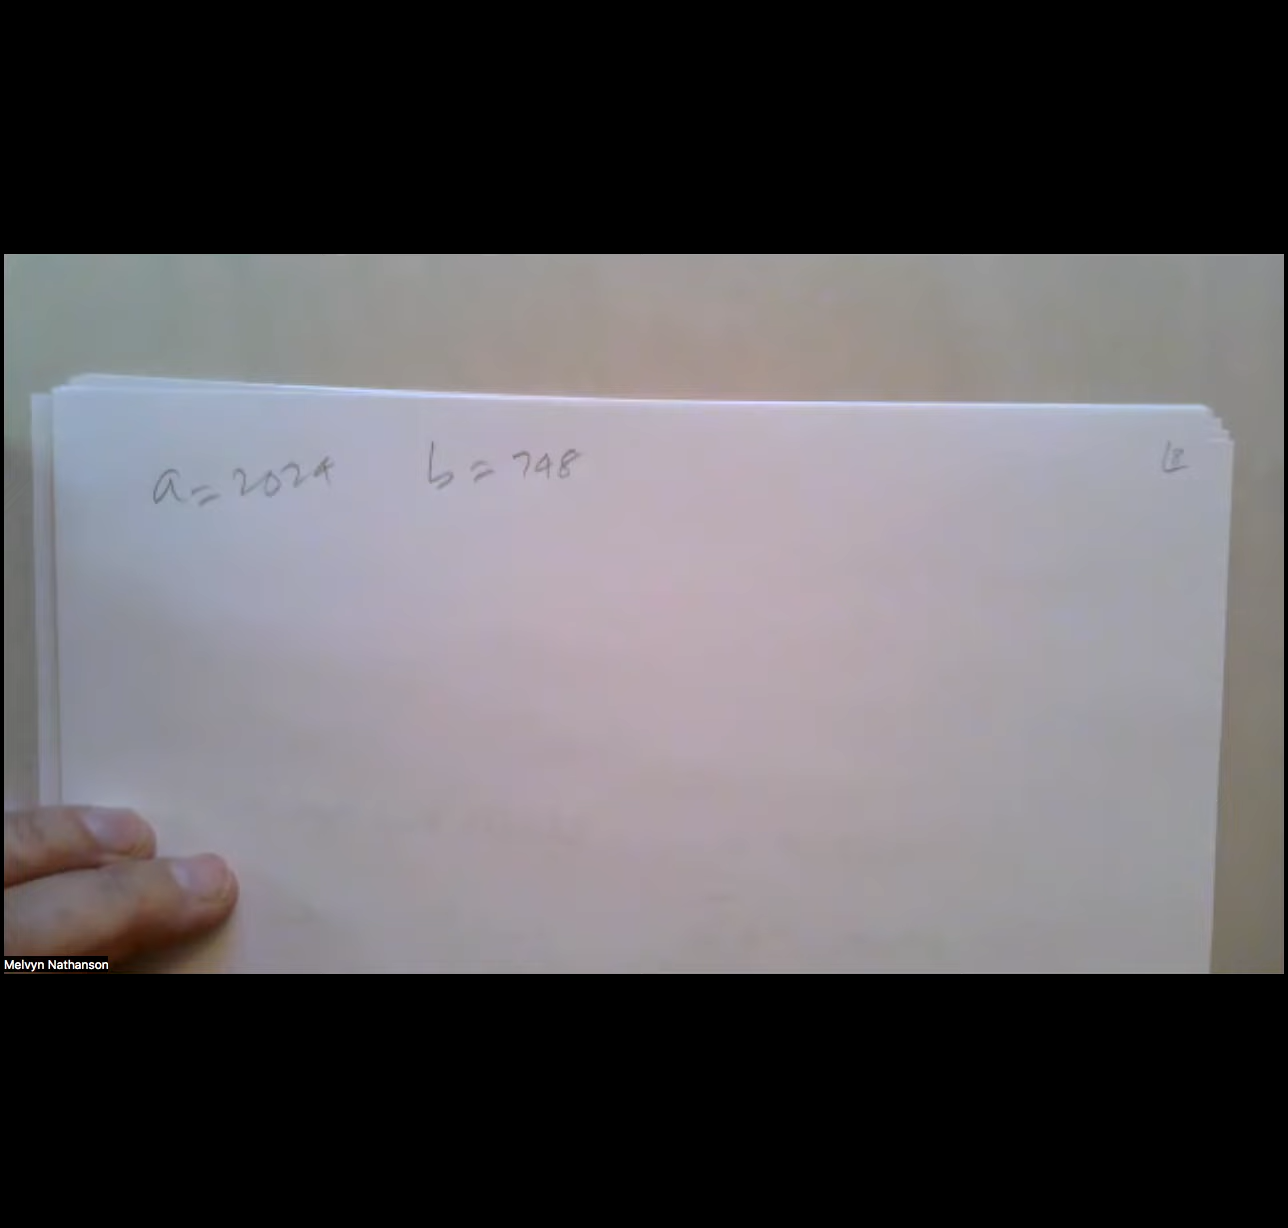 a = 2024 b = 748
Melvyn Nathanson